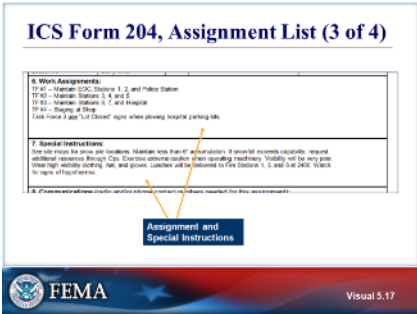 ICS Form 204, Assignment List (3 of 4)
6. Work Assignments:
TF #1 – Maintain EOC, Stations 1, 2, and Police Station
TF #2 – Maintain Stations 3, 4, and
TF #3 – Maintain Stations 7, and Hospital
TF #4 – Staging at Shop
Task Force 3 use "Lot Closed" signs when plowing hospital parking lots.
7. Special Instructions:
See site maps for snow pile locations. Maintain less than 6" accumulation. If snowfall exceeds capability, request
additional resources through Ops. Exercise extreme caution when operating machinery. Visibility will be very poor.
Wear high visibility clothing, hat, and gloves. Lunches will be delivered to Fire Stations 1, 3, and 6 at 2400. Watch
for signs of hypothermia.
8. Communications (radio and/or phone contact numbers needed for this assignment):
Assignment and
Special Instructions
FEMA
Visual 5.17